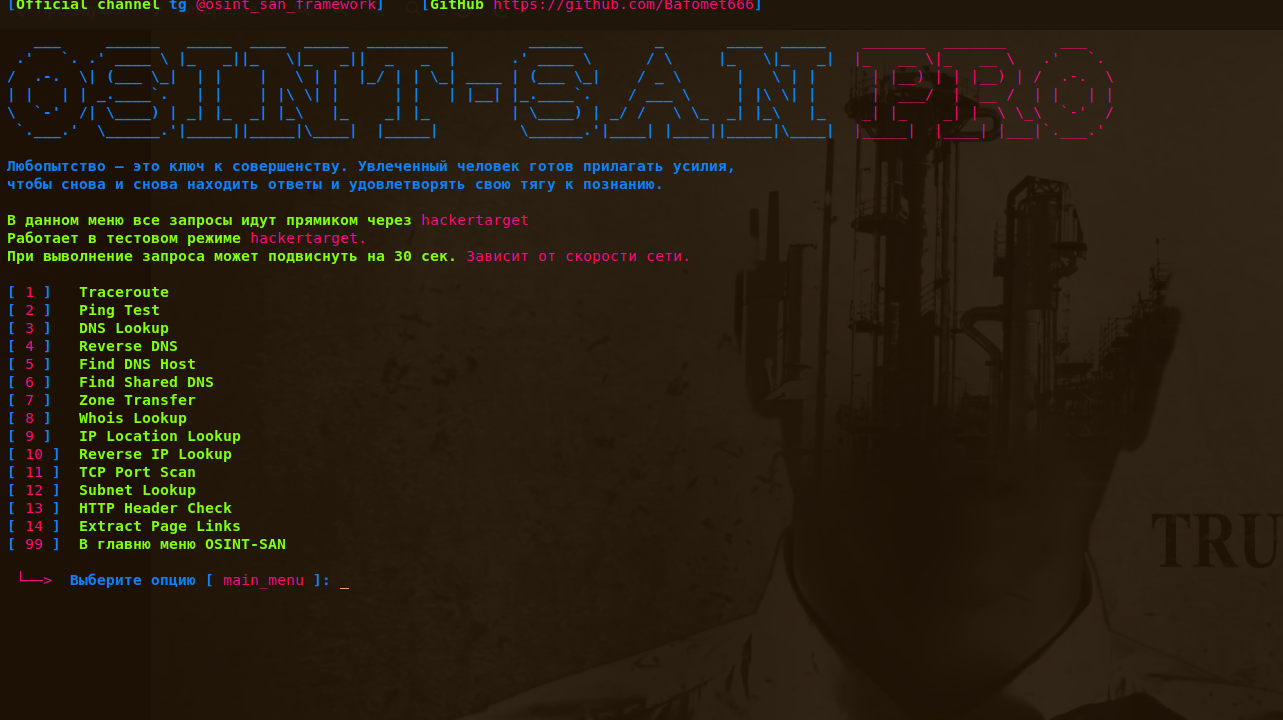 [Official channel tg @osint_san_framework] [GitHub https://github.com/Bafomet666]
OSINT-SAN PRO
Любопытство — это ключ к совершенству. Увлеченный человек готов прилагать усилия,
чтобы снова и снова находить ответы и удовлетворять свою тягу к познанию.
В данном меню все запросы идут прямиком через hackertarget
Работает в тестовом режиме hackertarget.
При выволнение запроса может подвиснуть на 30 сек. Зависит от скорости сети.
[ 1 ] Traceroute
[ 2 ] Ping Test
[ 3 ] DNS Lookup
[ 4 ] Reverse DNS
[ 5 ] Find DNS Host
[ 6 ] Find Shared DNS
[ 7 ] Zone Transfer
[ 8 ] Whois Lookup
[ 9 ] IP Location Lookup
[ 10 ] Reverse IP Lookup
[ 11 ] TCP Port Scan
[ 12 ] Subnet Lookup
[ 13 ] HTTP Header Check
[ 14 ] Extract Page Links
[ 99 ] В главню меню OSINT-SAN
TRU
└──> Выберите опцию [ main_menu ]: _